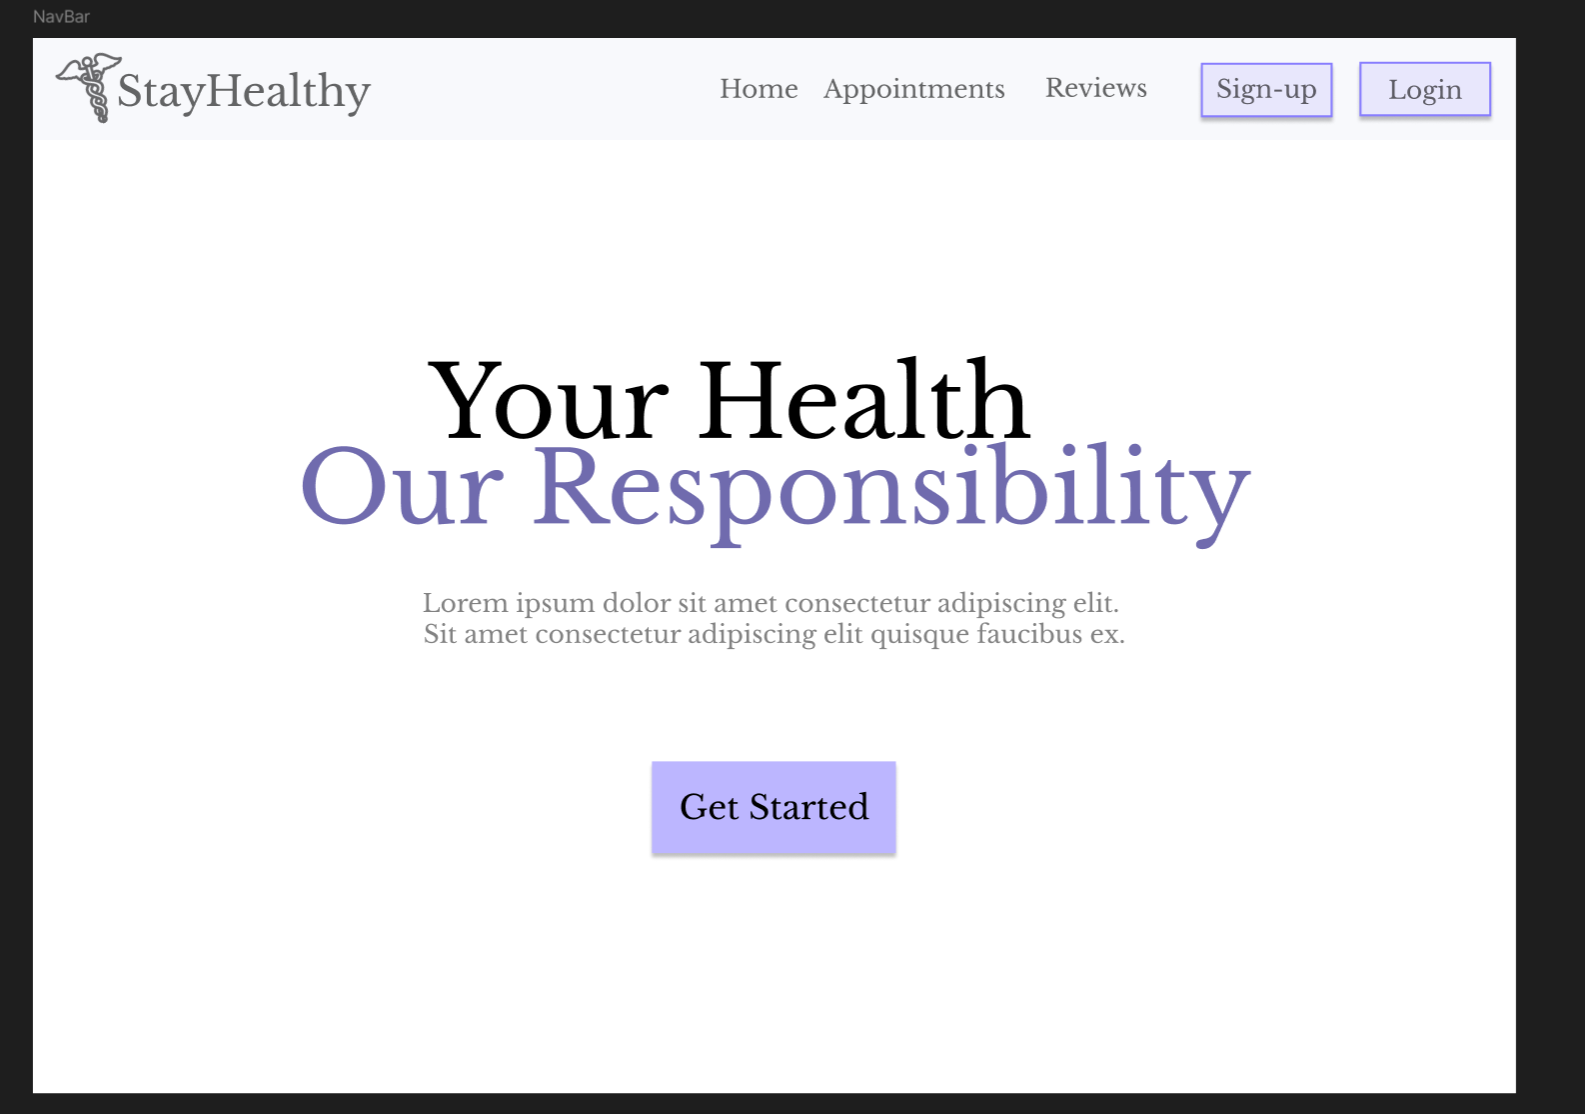 NavBar
StayHealthy
Home Appointments Reviews Sign-up Login
Your Health
Our Responsibility
Lorem ipsum dolor sit amet consectetur adipiscing elit.
Sit amet consectetur adipiscing elit quisque faucibus ex.
Get Started